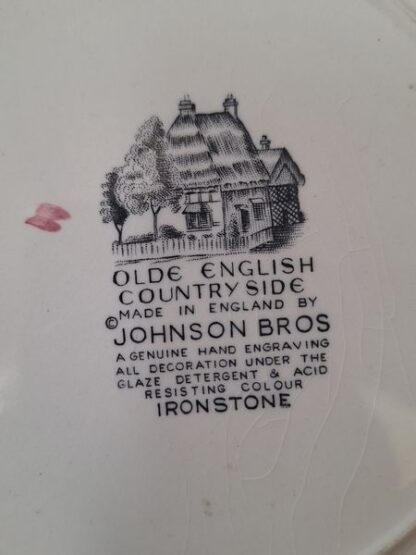 OLDE ENGLISH
COUNTRY SIDE
MADE IN ENGLAND BY
© JOHNSON BROS
A GENUINE HAND ENGRAVING
ALL DECORATION UNDER THE
GLAZE DETERGENT & ACID
RESISTING COLOUR
IRONSTONE